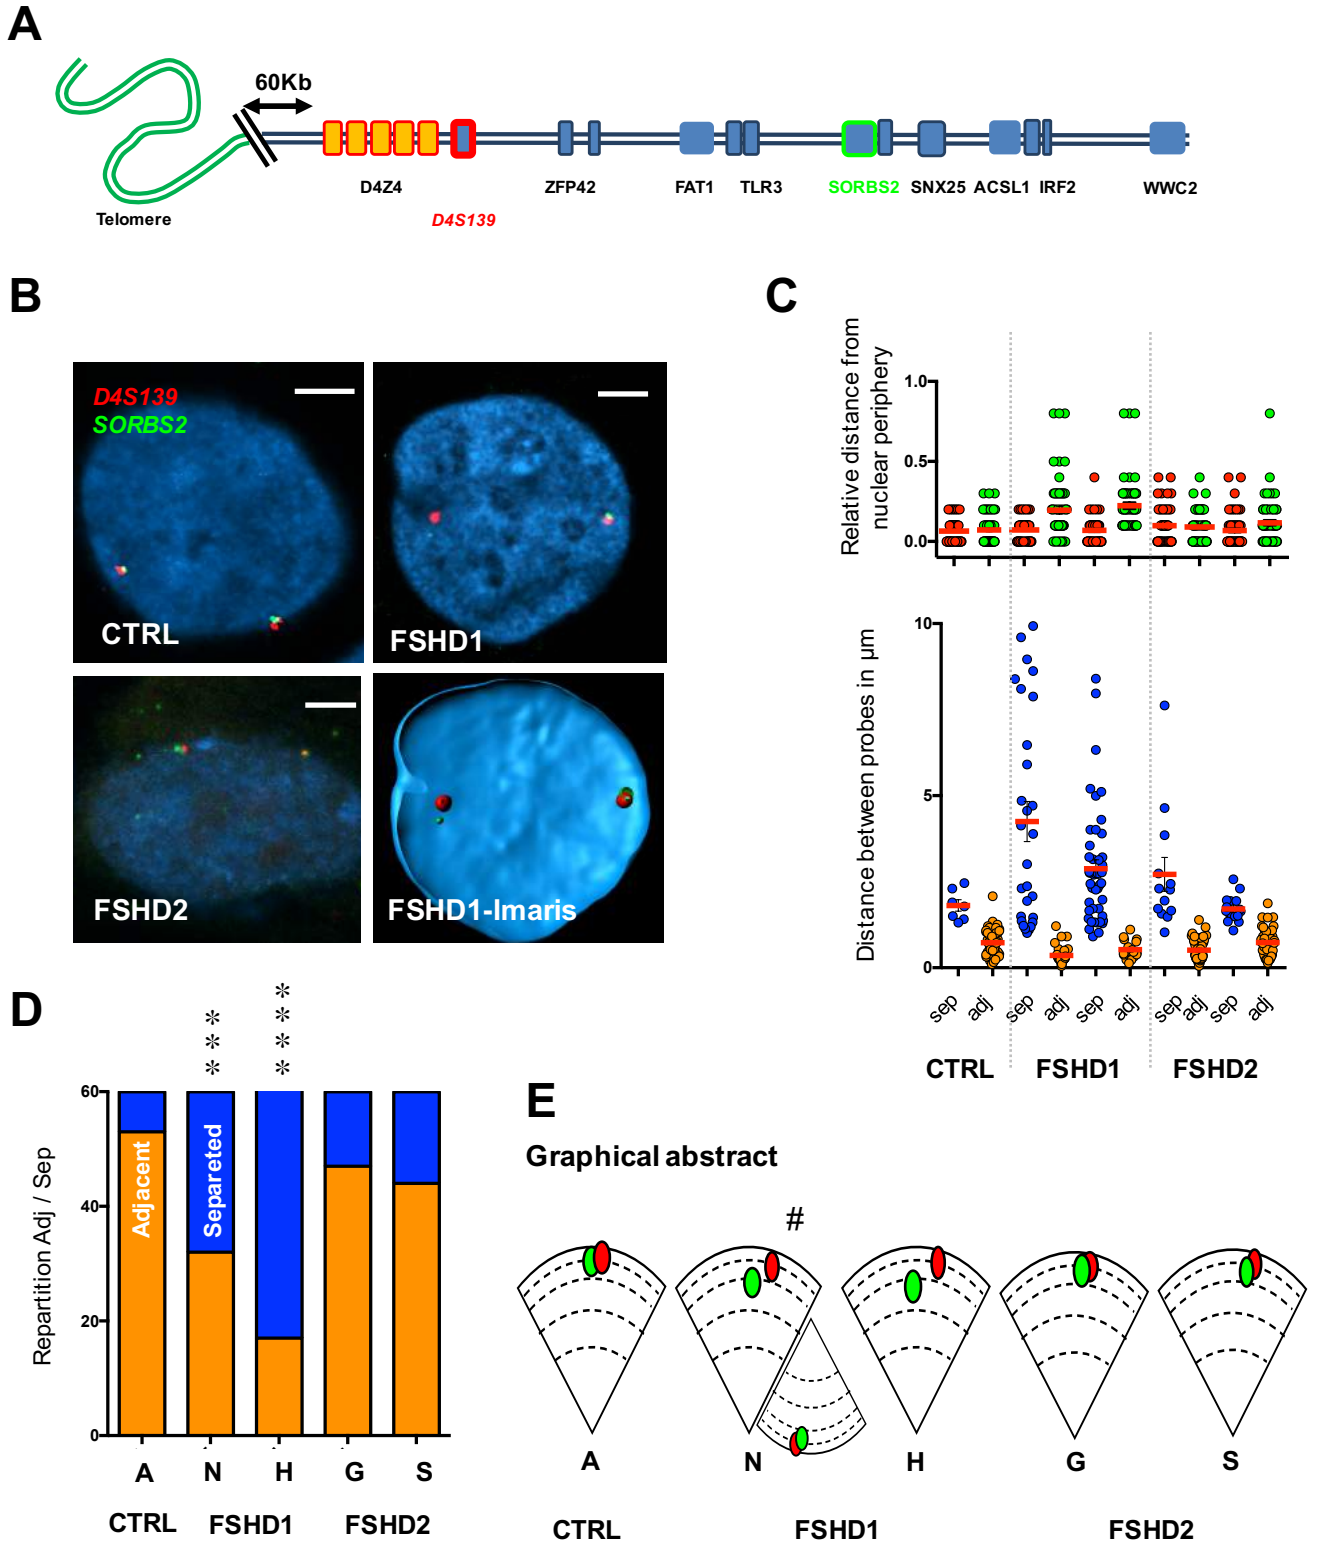 A
60Kb
D4Z4
ZFP42
FAT1
TLR3
SORBS2
SNX25
ACSL1
IRF2
WWC2
Telomere
D4S139
B
D4S139
SORBS2
CTRL
FSHD1
FSHD2
FSHD1-Imaris
C
Relative distance from
nuclear periphery
1.0
0.5
0.0
Distance between probes in µm
10
5
0
sep adj sep adj sep adj sep adj sep adj
CTRL FSHD1 FSHD2
D
*** ****
Repartition Adj / Sep
60
40
20
0
Adjacent
Separeted
A N H G S
CTRL FSHD1 FSHD2
E
Graphical abstract
#
A N H G S
CTRL FSHD1 FSHD2